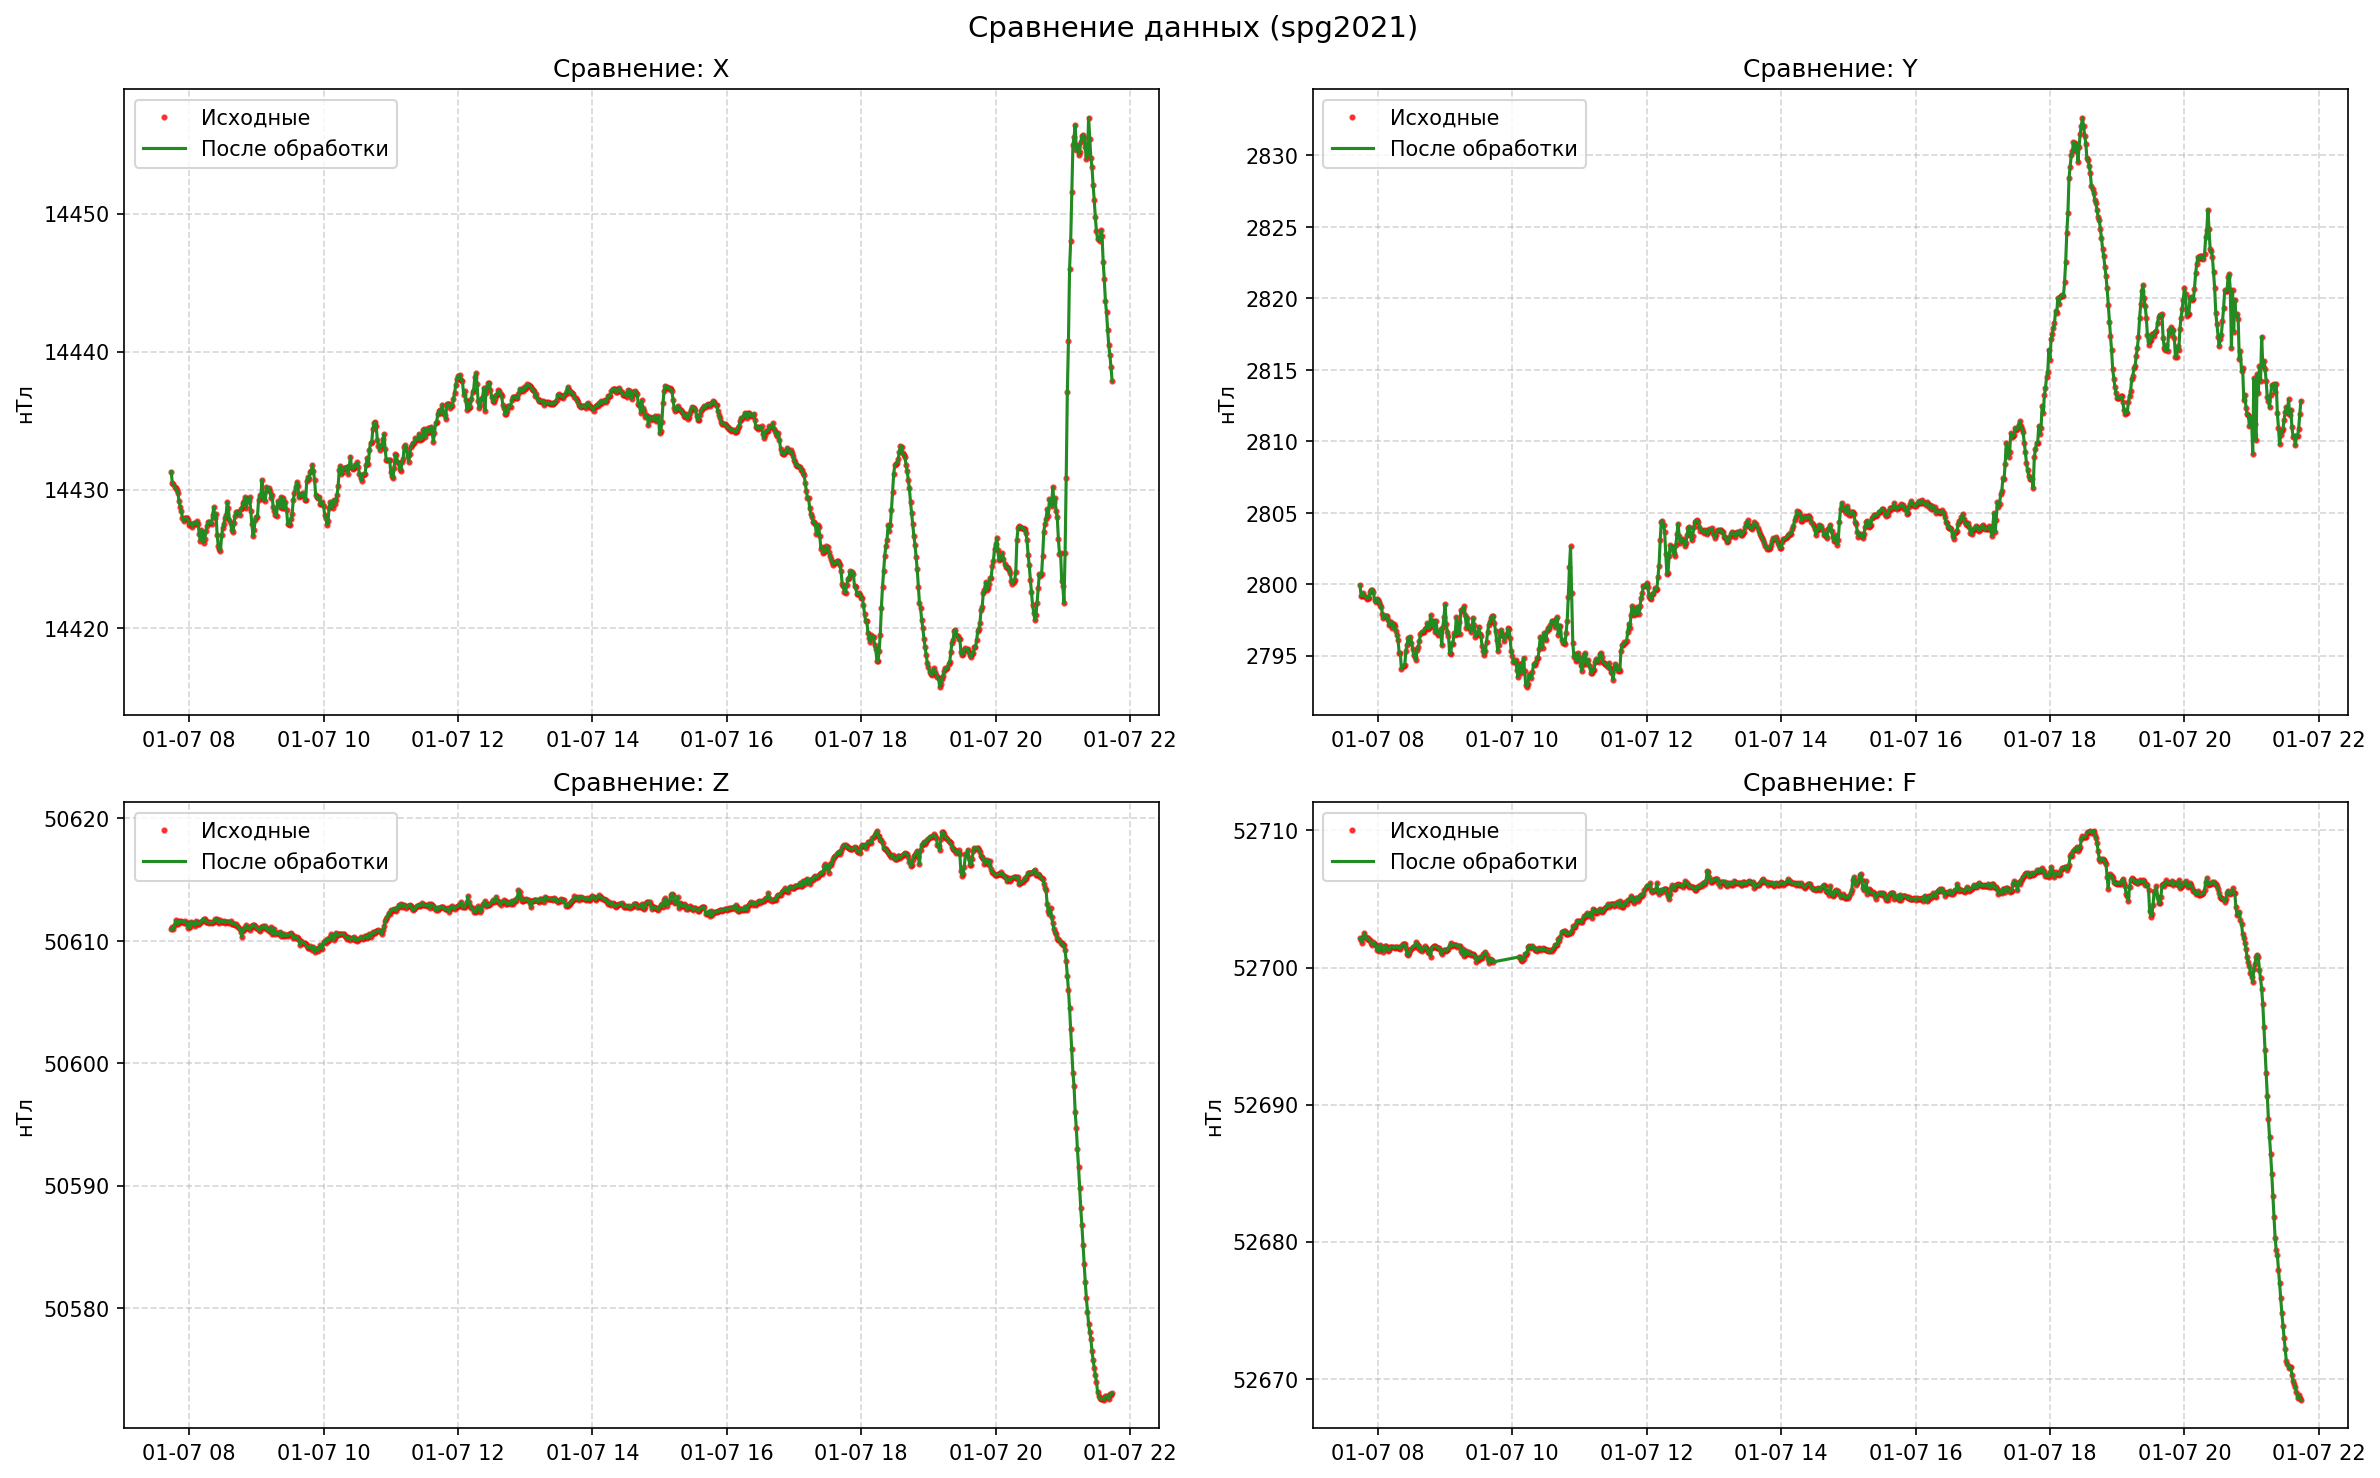 Сравнение данных (spg2021)
Сравнение: X
Исходные
После обработки
нТл
14450
14440
14430
14420
01-07 08 01-07 10 01-07 12 01-07 14 01-07 16 01-07 18 01-07 20 01-07 22
Сравнение: Y
Исходные
После обработки
нТл
2830
2825
2820
2815
2810
2805
2800
2795
01-07 08 01-07 10 01-07 12 01-07 14 01-07 16 01-07 18 01-07 20 01-07 22
Сравнение: Z
Исходные
После обработки
нТл
50620
50610
50600
50590
50580
01-07 08 01-07 10 01-07 12 01-07 14 01-07 16 01-07 18 01-07 20 01-07 22
Сравнение: F
Исходные
После обработки
нТл
52710
52700
52690
52680
52670
01-07 08 01-07 10 01-07 12 01-07 14 01-07 16 01-07 18 01-07 20 01-07 22